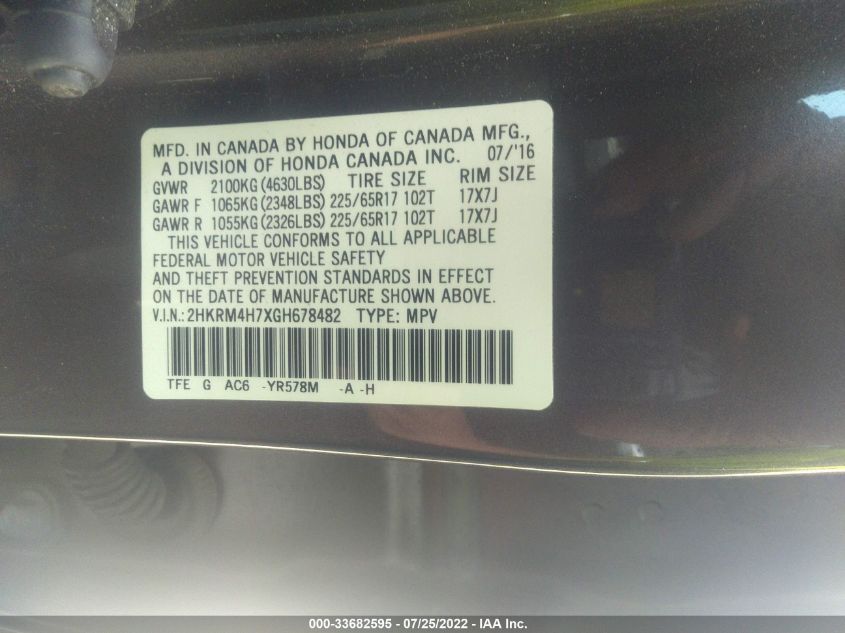 MFD. IN CANADA BY HONDA OF CANADA MFG.,
A DIVISION OF HONDA CANADA INC. 07/'16
GVWR 2100KG (4630LBS) TIRE SIZE RIM SIZE
GAWR F 1065KG (2348LBS) 225/65R17 102T 17X7J
GAWR R 1055KG (2326LBS) 225/65R17 102T 17X7J
THIS VEHICLE CONFORMS TO ALL APPLICABLE
FEDERAL MOTOR VEHICLE SAFETY
AND THEFT PREVENTION STANDARDS IN EFFECT
ON THE DATE OF MANUFACTURE SHOWN ABOVE.
V.I.N.: 2HKRM4H7XGH678482 TYPE: MPV
TFE G AC6 -YR578M -A -H
000-33682595 - 07/25/2022 - IAA Inc.